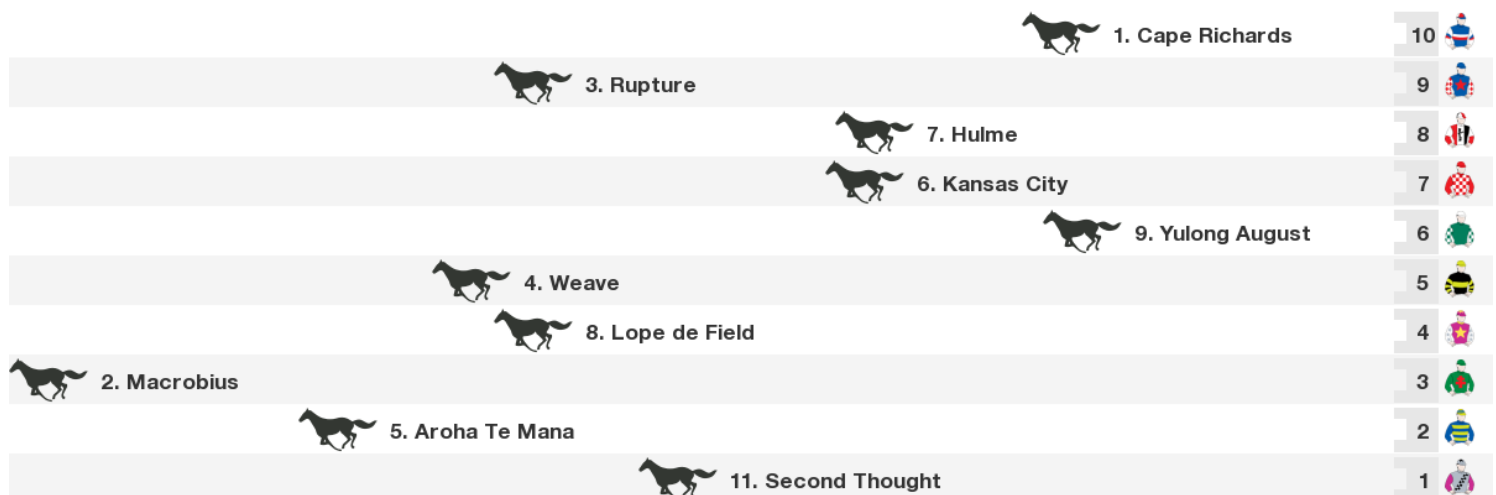 1. Cape Richards 10
3. Rupture 9
7. Hulme 8
6. Kansas City 7
9. Yulong August 6
4. Weave 5
8. Lope de Field 4
2. Macrobius 3
5. Aroha Te Mana 2
11. Second Thought 1